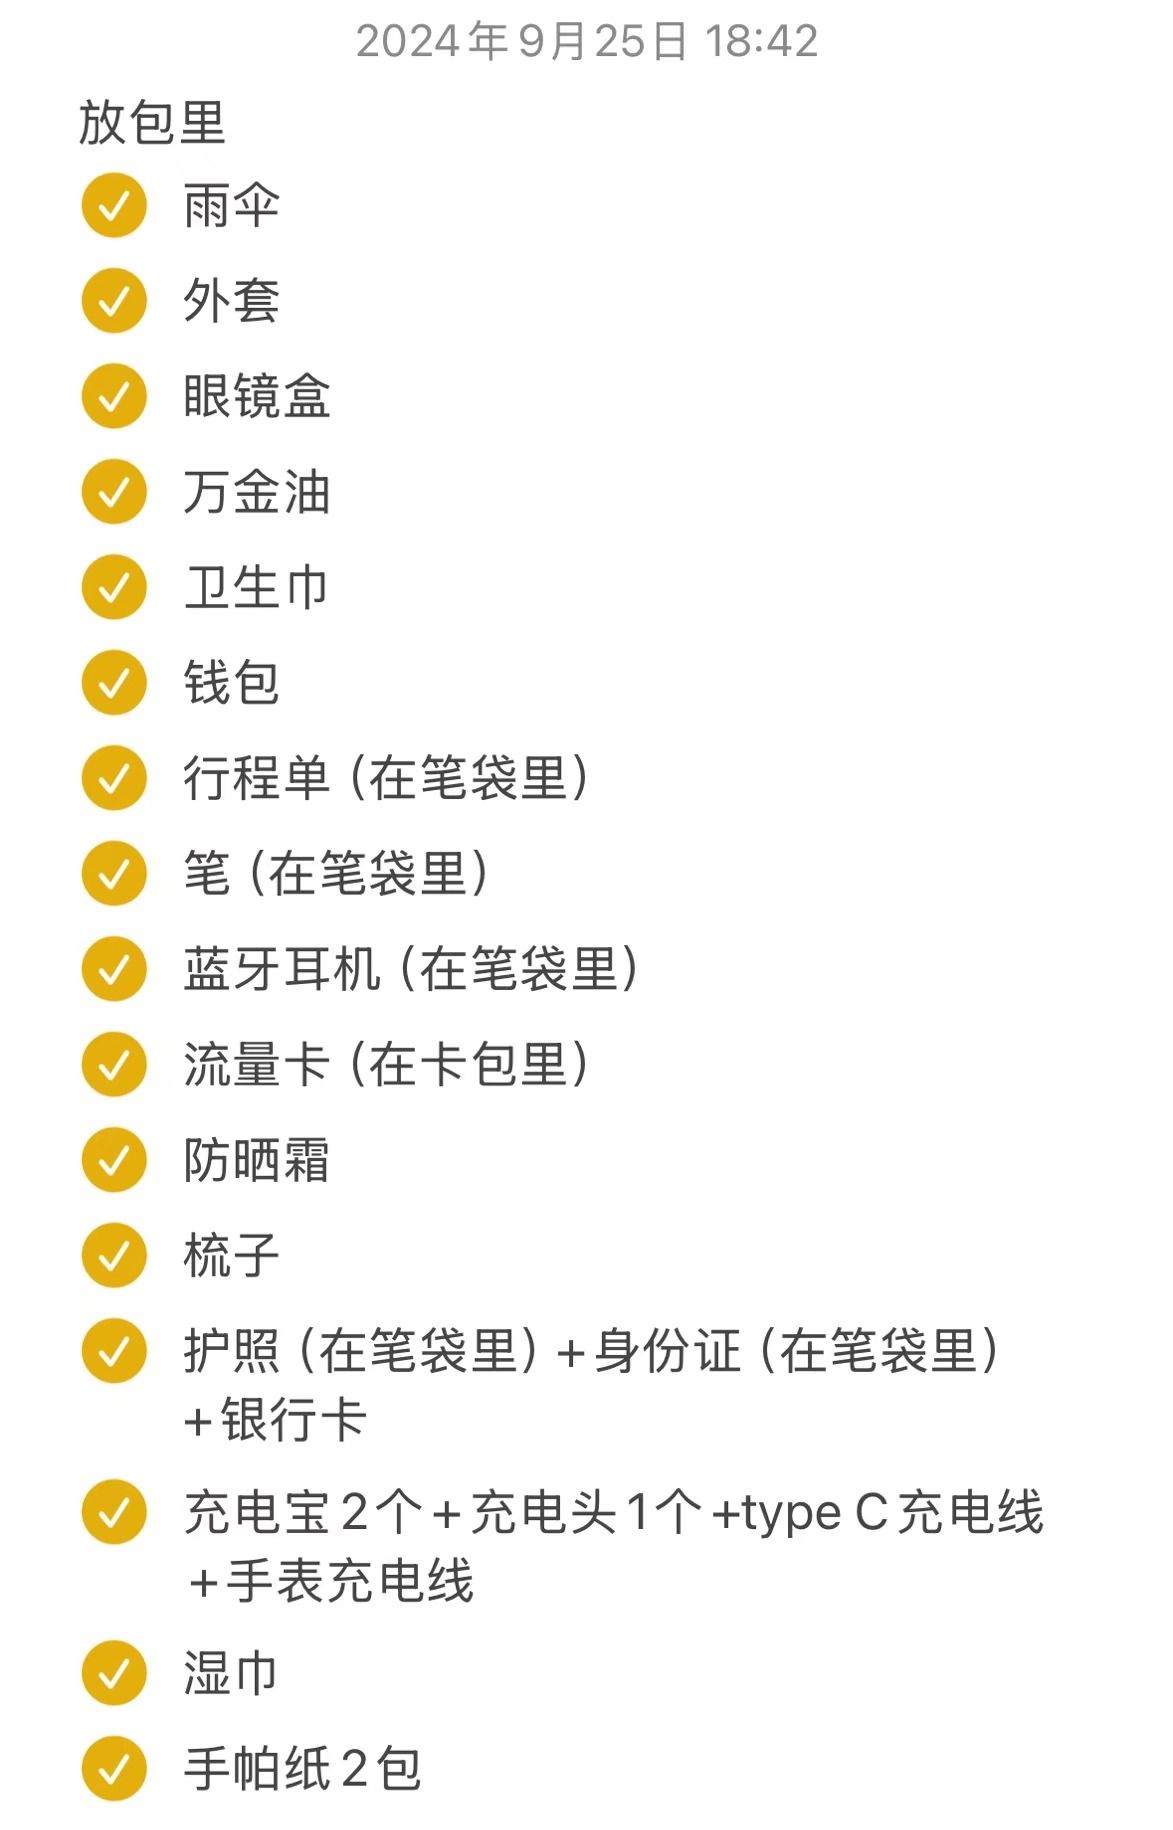 2024年9月25日 18:42
放包里
雨伞
外套
眼镜盒
万金油
卫生巾
钱包
行程单（在笔袋里）
笔（在笔袋里）
蓝牙耳机（在笔袋里）
流量卡（在卡包里）
防晒霜
梳子
护照（在笔袋里）+身份证（在笔袋里）
+银行卡
充电宝2个+充电头1个+type C充电线
+手表充电线
湿巾
手帕纸2包